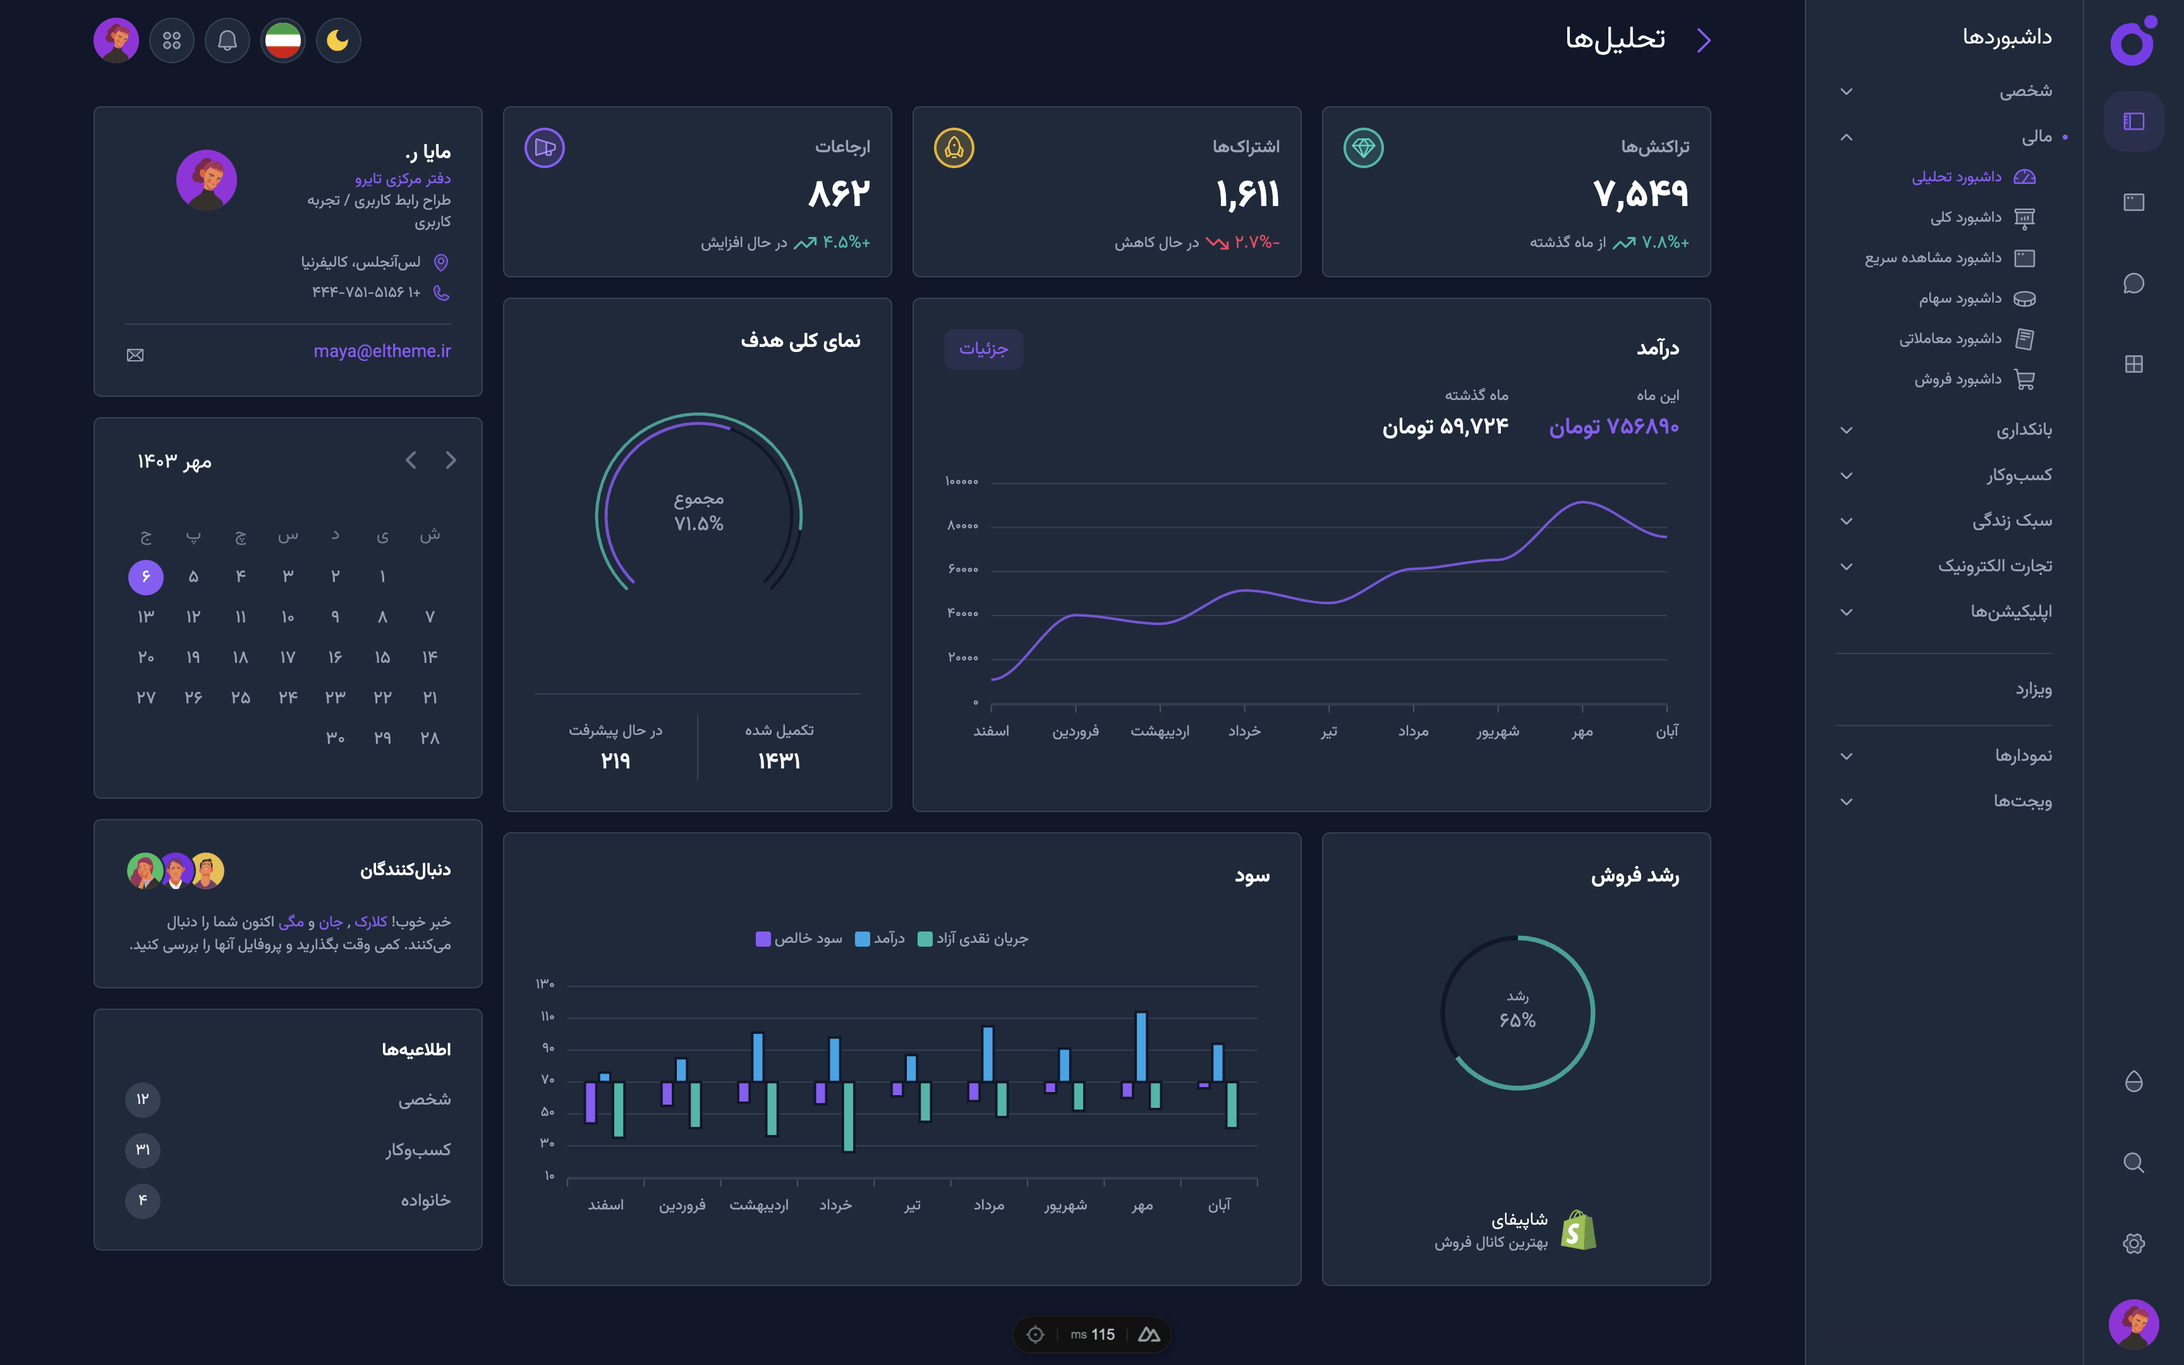 داشبوردها
شخصی
مالی
داشبورد تحلیلی
داشبورد کلی
داشبورد مشاهده سریع
داشبورد سهام
داشبورد معاملاتی
داشبورد فروش
بانکداری
کسب‌وکار
سبک زندگی
تجارت الکترونیک
اپلیکیشن‌ها
ویزارد
نمودارها
ویجت‌ها
تحلیل‌ها
تراکنش‌ها
۷,۵۴۹
+۷.۸% از ماه گذشته
اشتراک‌ها
۱,۶۱۱
-۲.۷% در حال کاهش
ارجاعات
۸۶۲
+۴.۵% در حال افزایش
درآمد
جزئیات
این ماه
۷۵۶۸۹۰ تومان
ماه گذشته
۵۹,۷۲۴ تومان
۱۰۰۰۰۰
۸۰۰۰۰
۶۰۰۰۰
۴۰۰۰۰
۲۰۰۰۰
۰
آبان مهر شهریور مرداد تیر خرداد اردیبهشت فروردین اسفند
نمای کلی هدف
مجموع
۷۱.۵%
تکمیل شده
۱۴۳۱
در حال پیشرفت
۲۱۹
رشد فروش
رشد
۶۵%
شاپیفای
بهترین کانال فروش
سود
جریان نقدی آزاد درآمد سود خالص
۱۳۰
۱۱۰
۹۰
۷۰
۵۰
۳۰
۱۰
آبان مهر شهریور مرداد تیر خرداد اردیبهشت فروردین اسفند
مایا ر.
دفتر مرکزی تایرو
طراح رابط کاربری / تجربه
کاربری
لس‌آنجلس، کالیفرنیا
+۱ ۴۴۴-۷۵۱-۵۱۵۶
maya@eltheme.ir
مهر ۱۴۰۳
ش ی د س چ پ ج
۱ ۲ ۳ ۴ ۵ ۶
۷ ۸ ۹ ۱۰ ۱۱ ۱۲ ۱۳
۱۴ ۱۵ ۱۶ ۱۷ ۱۸ ۱۹ ۲۰
۲۱ ۲۲ ۲۳ ۲۴ ۲۵ ۲۶ ۲۷
۲۸ ۲۹ ۳۰
دنبال‌کنندگان
خبر خوب! کلارک , جان و مگی اکنون شما را دنبال
می‌کنند. کمی وقت بگذارید و پروفایل آنها را بررسی کنید.
اطلاعیه‌ها
شخصی ۱۲
کسب‌وکار ۳۱
خانواده ۴
115 ms